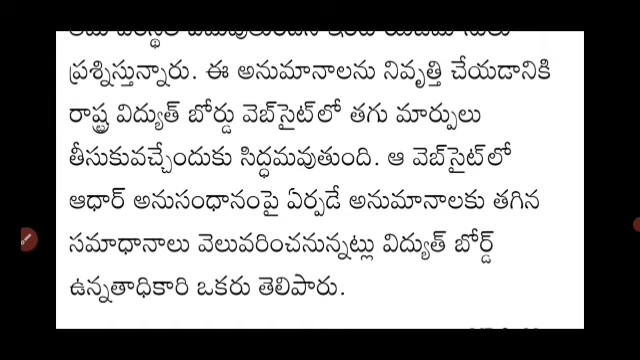 ప్రశ్నిస్తున్నారు. ఈ అనుమానాలను నివృత్తి చేయడానికి
రాష్ట్ర విద్యుత్ బోర్డు వెబ్‌సైట్‌లో తగు మార్పులు
తీసుకువచ్చేందుకు సిద్ధమవుతుంది. ఆ వెబ్‌సైట్‌లో
ఆధార్ అనుసంధానంపై ఏర్పడే అనుమానాలకు తగిన
సమాధానాలు వెలువరించనున్నట్లు విద్యుత్ బోర్డ్
ఉన్నతాధికారి ఒకరు తెలిపారు.